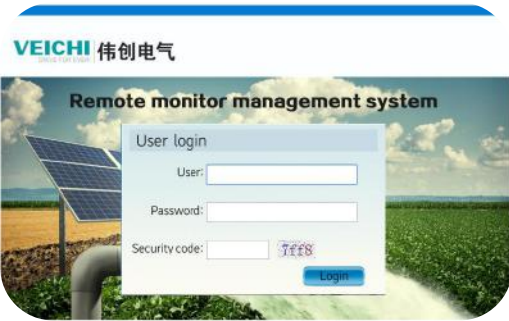 VEICHI 伟创电气
Remote monitor management system
User login
User:
Password:
Security code: 7ff8
Login